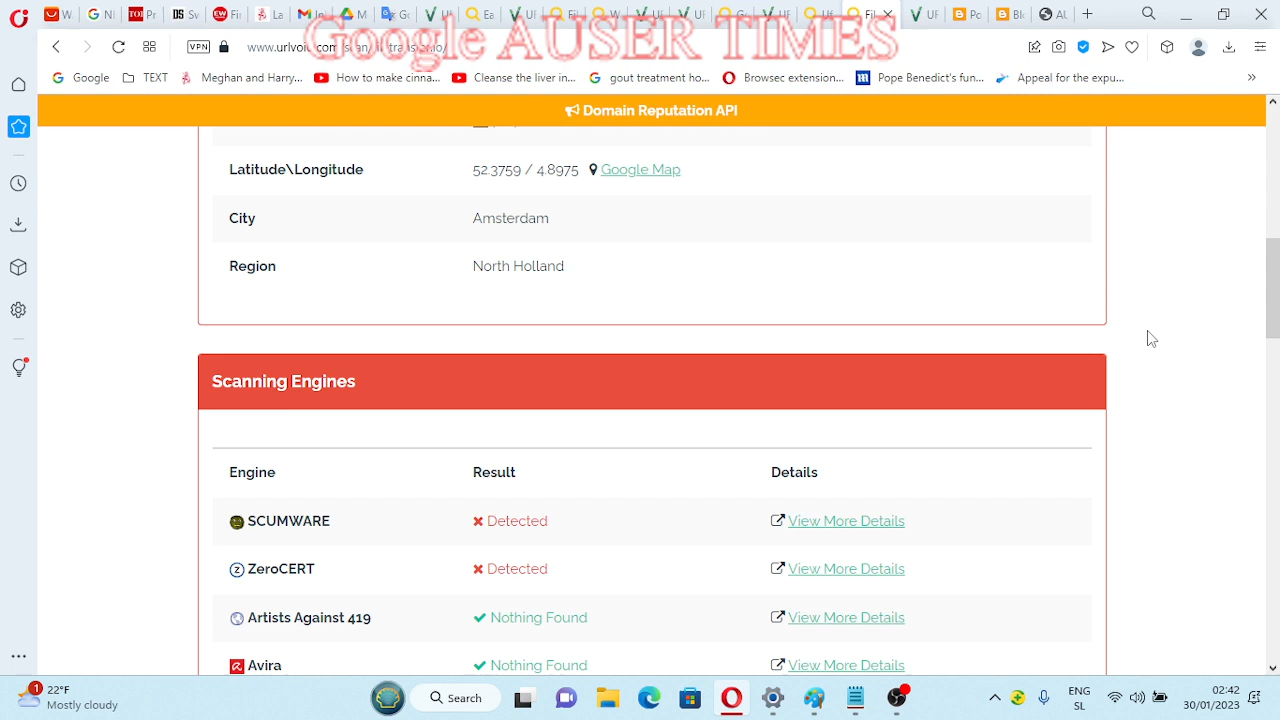 Google AUSER TIMES
VPN www.urlvoid.com/scan/
Google TEXT Meghan and Harry... How to make cinna... Cleanse the liver in... gout treatment ho... Browse extension... Pope Benedict's fun... Appeal for the expu...
Domain Reputation API
Latitude\Longitude 52.3759 / 4.8975 Google Map
City Amsterdam
Region North Holland
Scanning Engines
Engine Result Details
SCUMWARE Detected View More Details
ZeroCERT Detected View More Details
Artists Against 419 Nothing Found View More Details
Avira Nothing Found View More Details
1 22°F
Mostly cloudy
Search
ENG
SL
02:42
30/01/2023